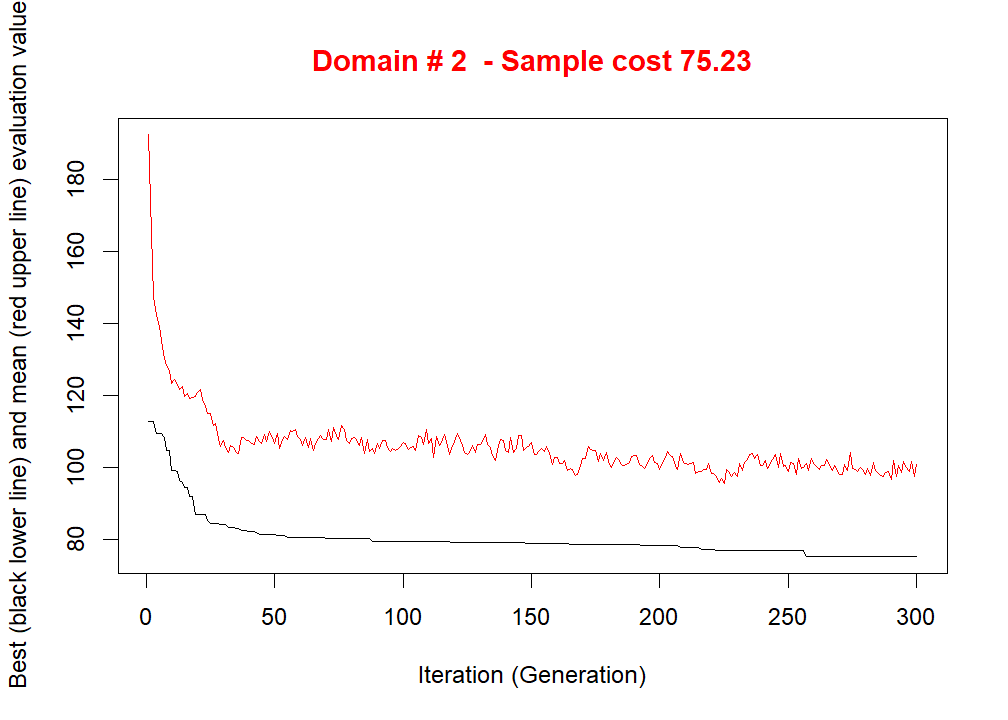 Domain # 2  - Sample cost 75.23
Best (black lower line) and mean (red upper line) evaluation value
180
160
140
120
100
80
0 50 100 150 200 250 300
Iteration (Generation)